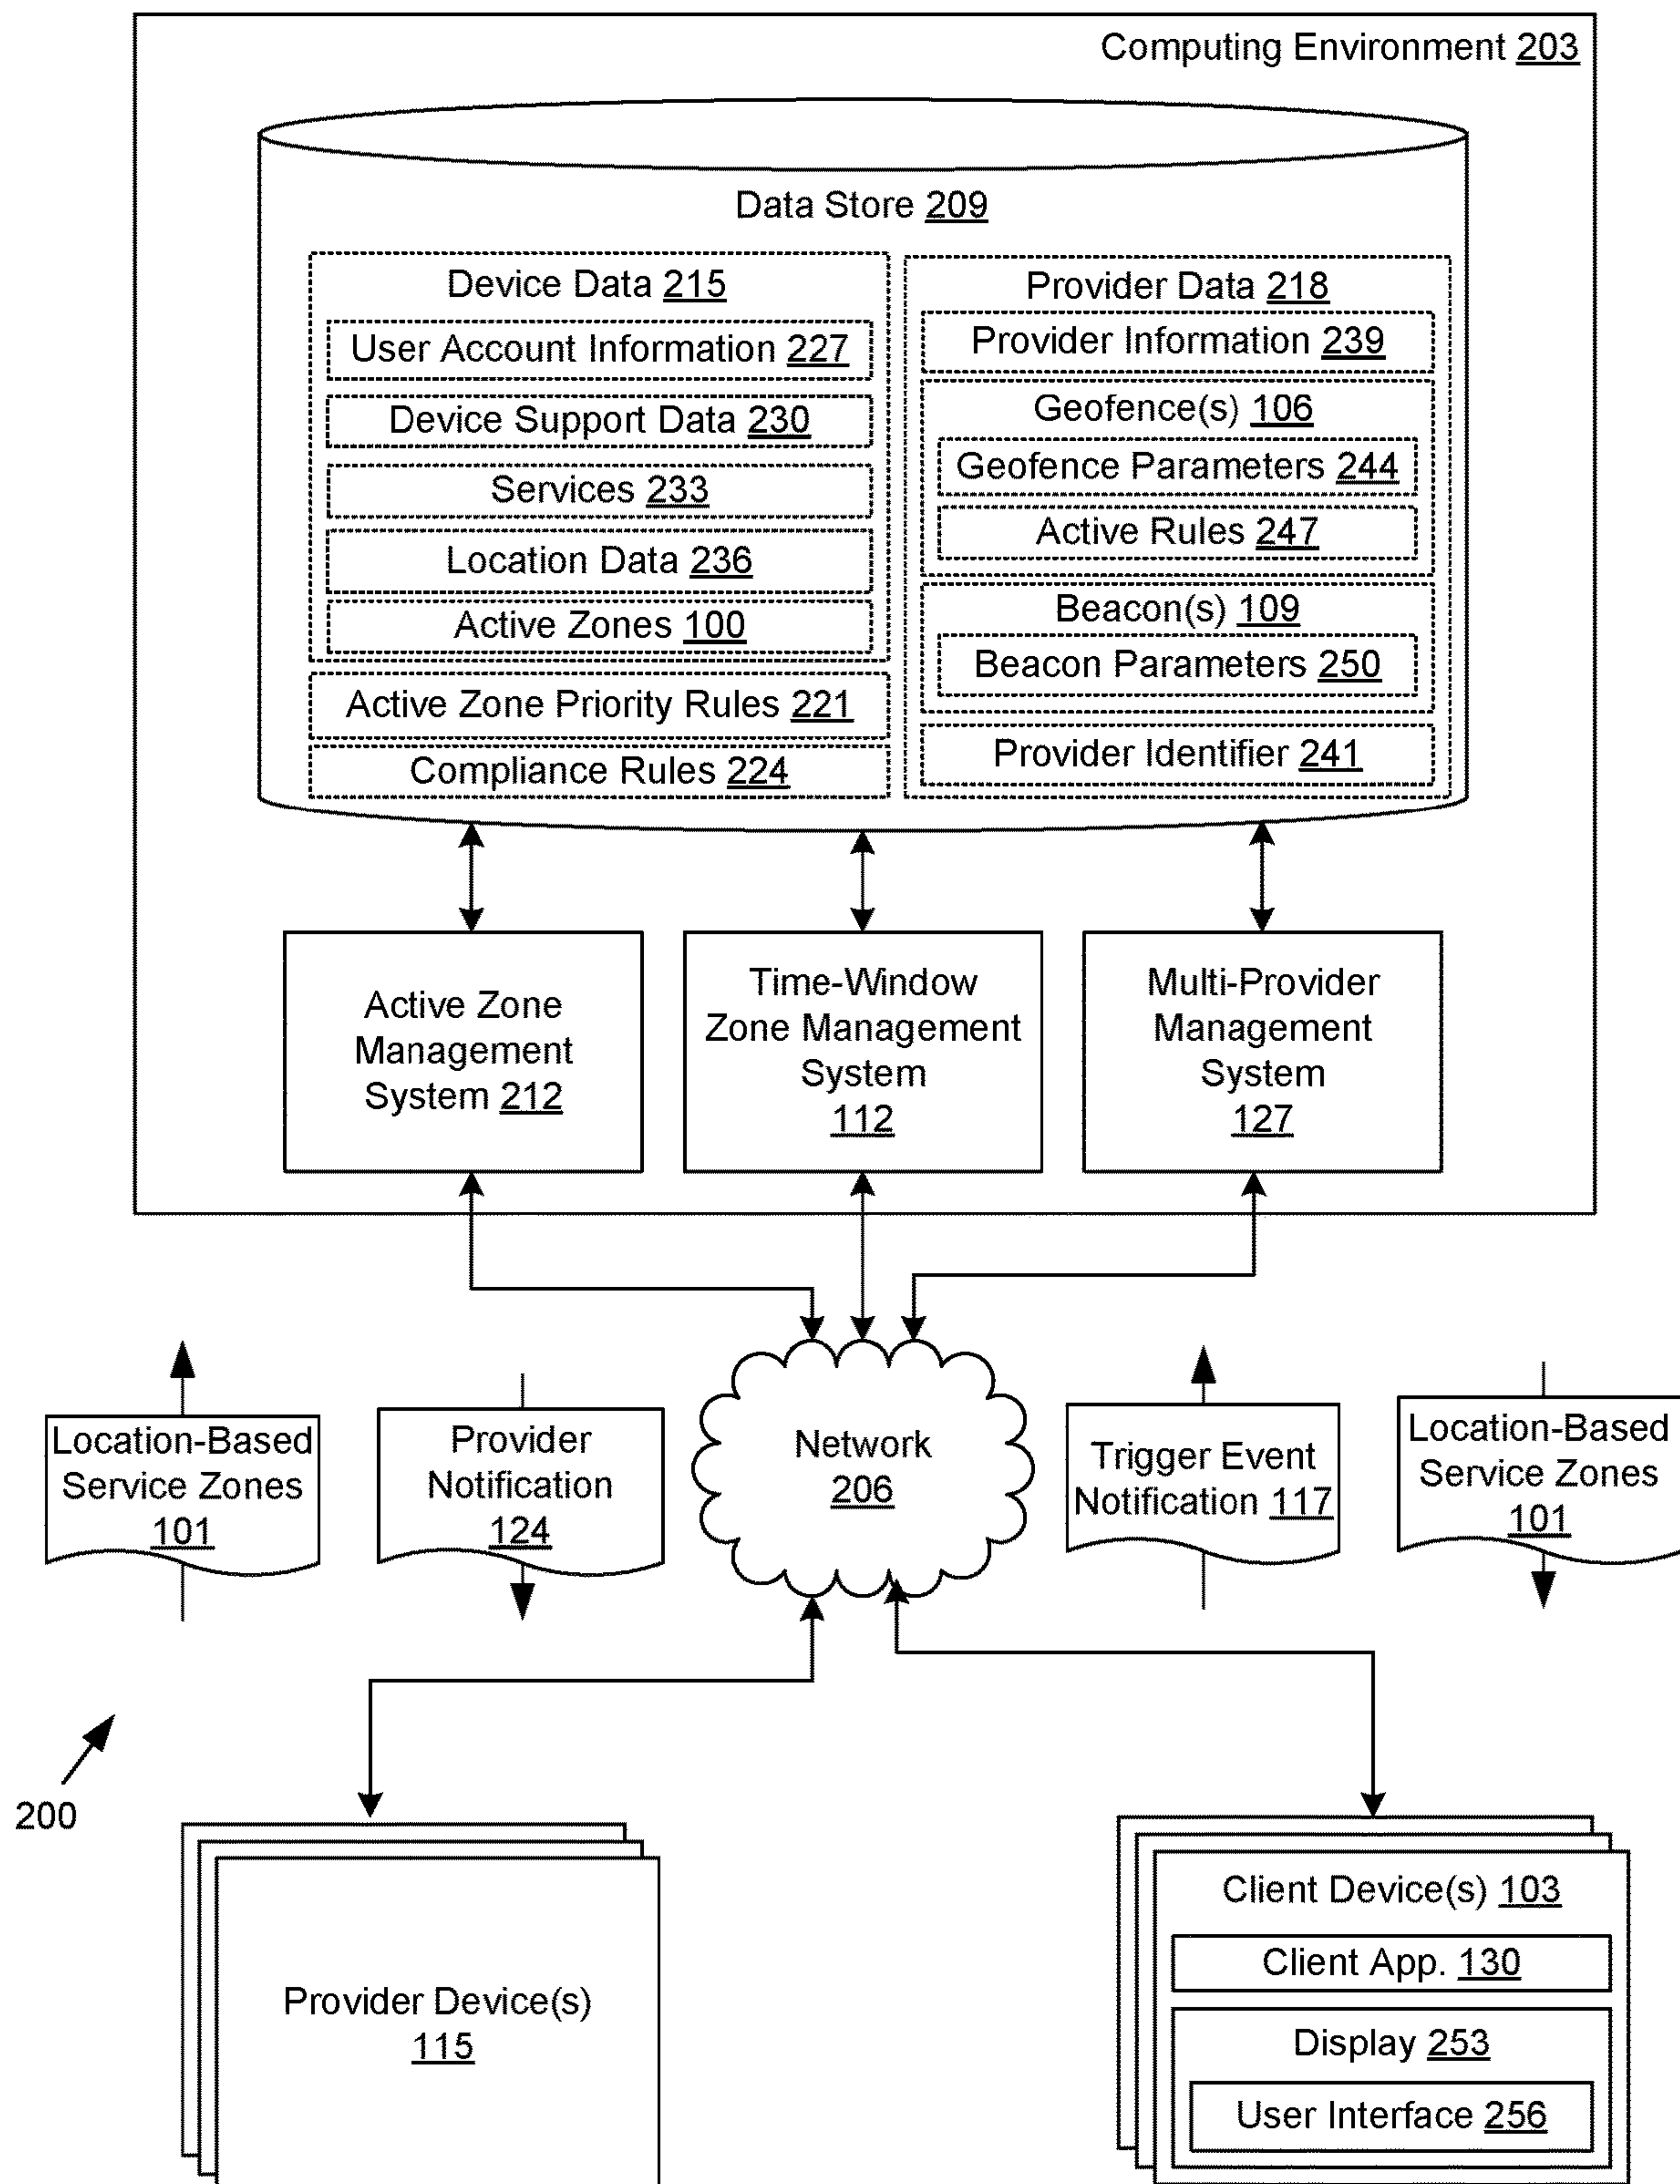 Computing Environment 203
Data Store 209
Device Data 215
User Account Information 227
Device Support Data 230
Services 233
Location Data 236
Active Zones 100
Active Zone Priority Rules 221
Compliance Rules 224
Provider Data 218
Provider Information 239
Geofence(s) 106
Geofence Parameters 244
Active Rules 247
Beacon(s) 109
Beacon Parameters 250
Provider Identifier 241
Active Zone
Management
System 212
Time-Window
Zone Management
System
112
Multi-Provider
Management
System
127
Location-Based
Service Zones
101
Provider
Notification
124
Network
206
Trigger Event
Notification 117
Location-Based
Service Zones
101
200
Provider Device(s)
115
Client Device(s) 103
Client App. 130
Display 253
User Interface 256